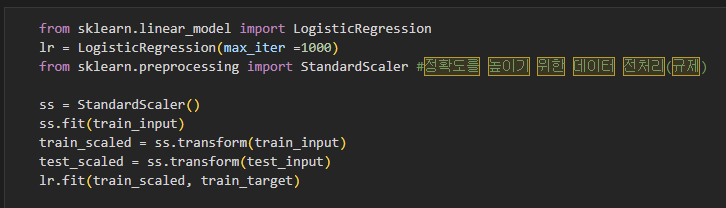 from sklearn.linear_model import LogisticRegression
lr = LogisticRegression(max_iter =1000)
from sklearn.preprocessing import StandardScaler #정확도를 높이기 위한 데이터 전처리(규제)
ss = StandardScaler()
ss.fit(train_input)
train_scaled = ss.transform(train_input)
test_scaled = ss.transform(test_input)
lr.fit(train_scaled, train_target)